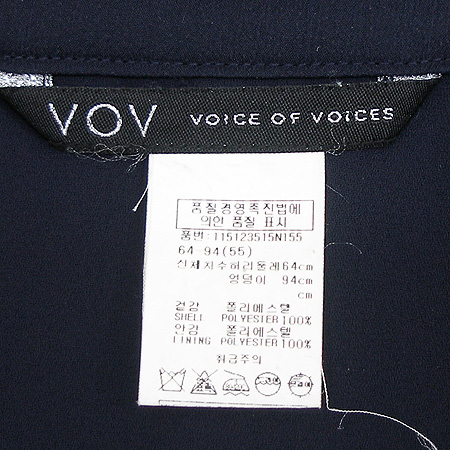 VOV VOICE OF VOICES
품질경영촉진법에
의한 품질 표시
품번: 115123515N155
64 94(55)
신체치수허리둘레64cm
엉덩이 94cm
cm
겉감 폴리에스텔
SHELL POLYESTER100%
안감 폴리에스텔
LINING POLYESTER100%
취급주의